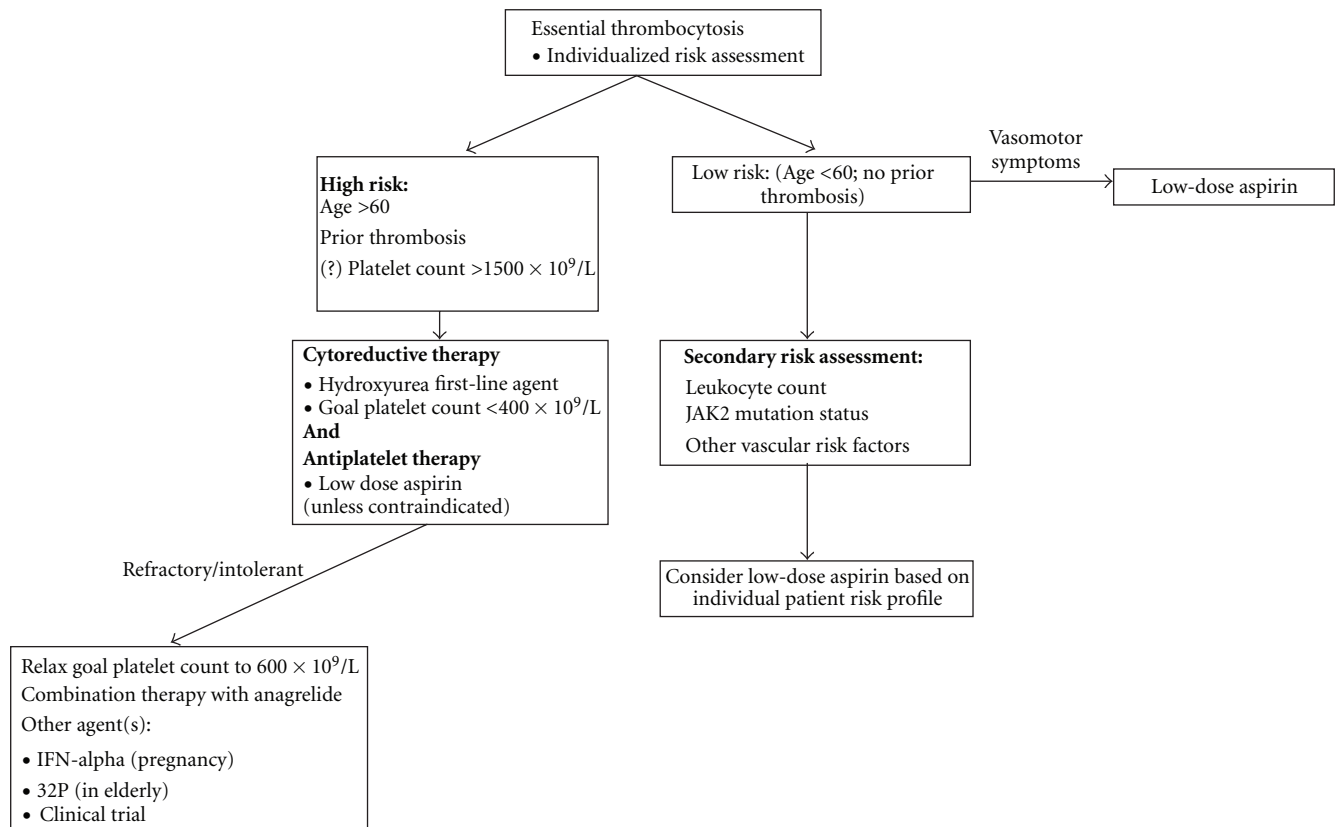 Essential thrombocytosis
• Individualized risk assessment
Vasomotor
symptoms
High risk:
Age >60
Prior thrombosis
(?) Platelet count >1500 × 10⁹/L
Low risk: (Age <60; no prior
thrombosis)
Low-dose aspirin
Cytoreductive therapy
• Hydroxyurea first-line agent
• Goal platelet count <400 × 10⁹/L
And
Antiplatelet therapy
• Low dose aspirin
(unless contraindicated)
Secondary risk assessment:
Leukocyte count
JAK2 mutation status
Other vascular risk factors
Refractory/intolerant
Consider low-dose aspirin based on
individual patient risk profile
Relax goal platelet count to 600 × 10⁹/L
Combination therapy with anagrelide
Other agent(s):
• IFN-alpha (pregnancy)
• 32P (in elderly)
• Clinical trial